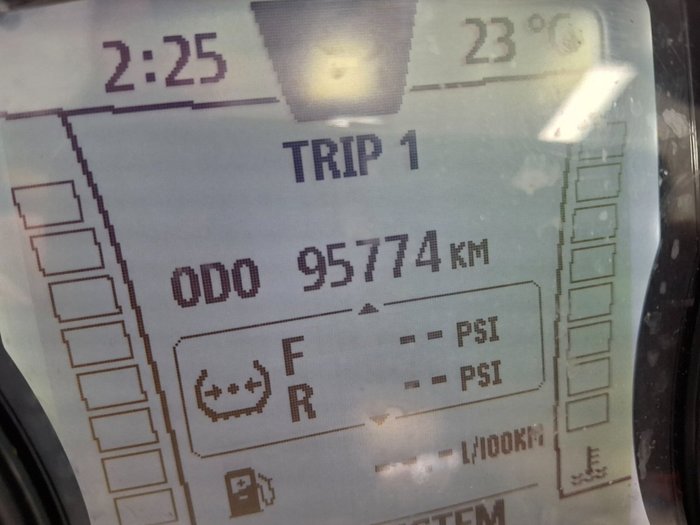 2:25 23 °C
TRIP 1
ODO 95774 KM
F -- PSI
R -- PSI
--.- L/100KM